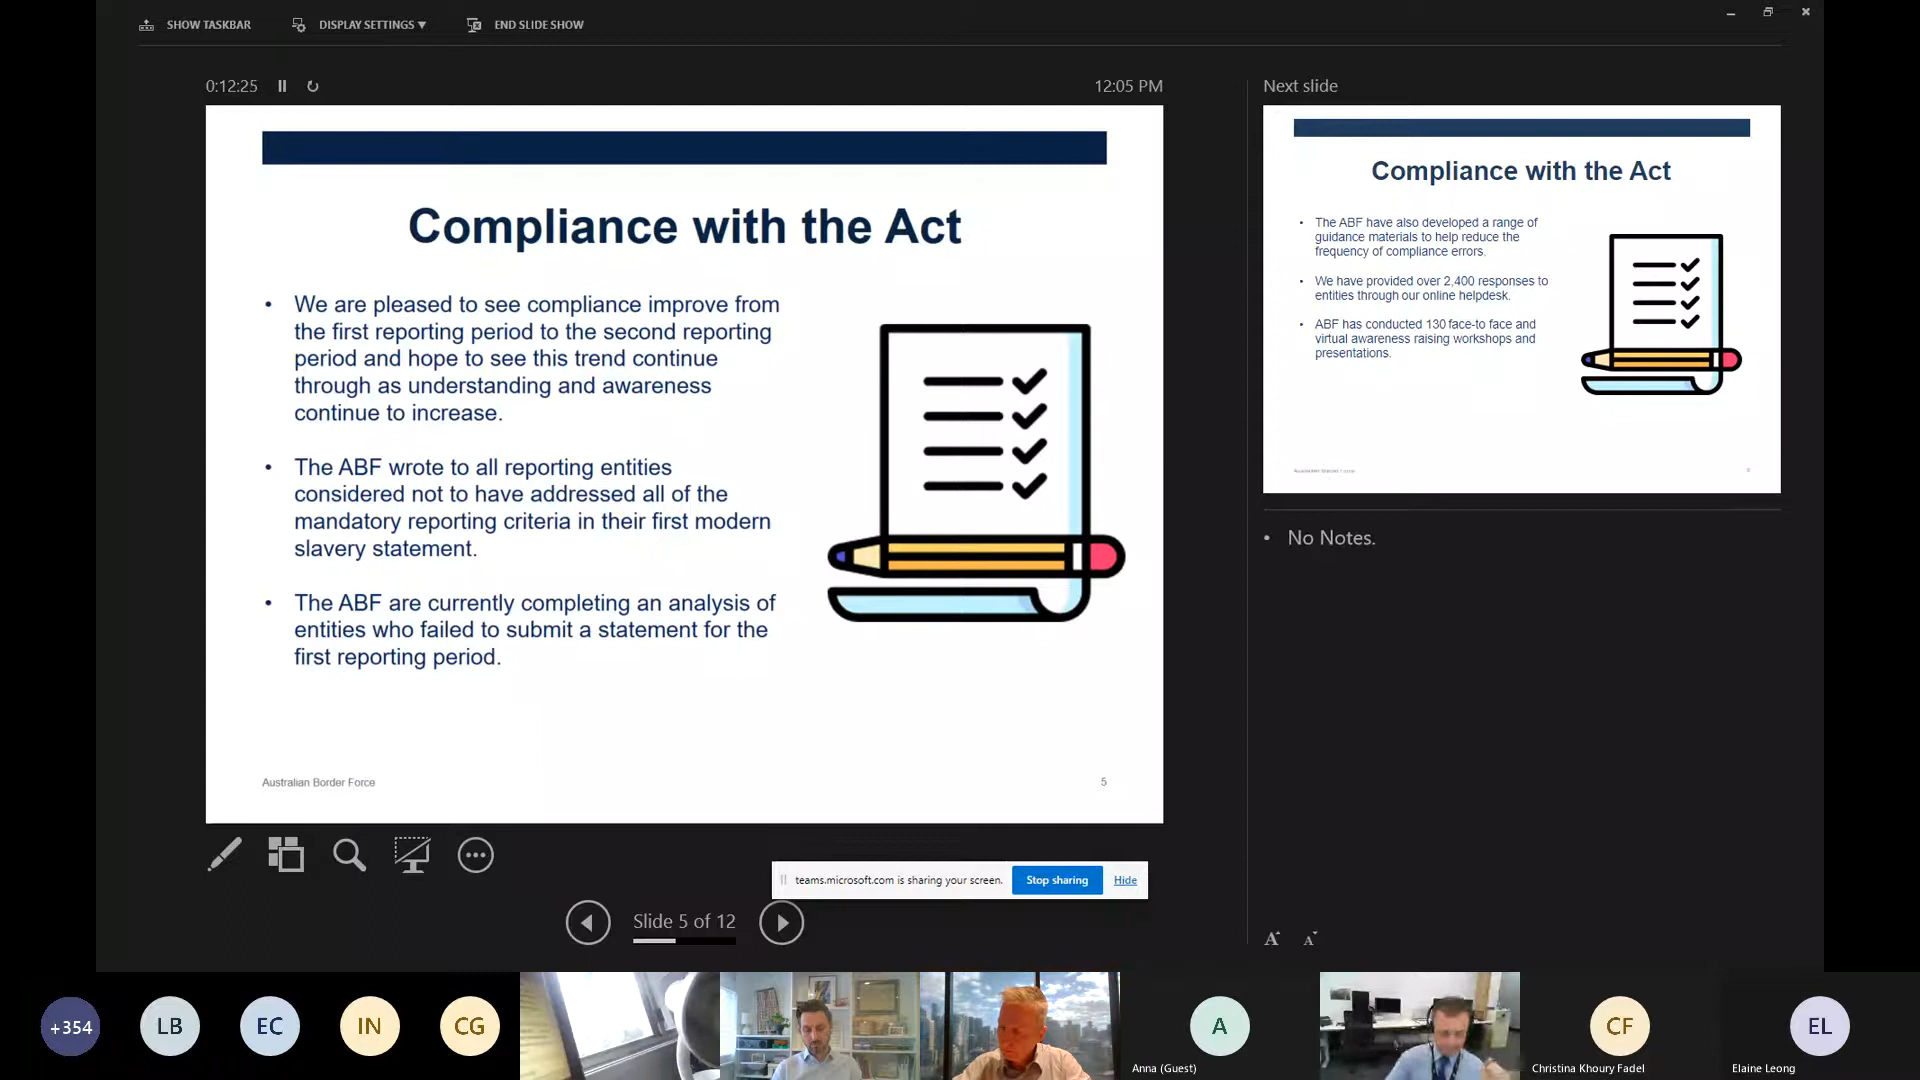 SHOW TASKBAR
DISPLAY SETTINGS ▼
END SLIDE SHOW
0:12:25
12:05 PM
Next slide
Compliance with the Act
• We are pleased to see compliance improve from
the first reporting period to the second reporting
period and hope to see this trend continue
through as understanding and awareness
continue to increase.
• The ABF wrote to all reporting entities
considered not to have addressed all of the
mandatory reporting criteria in their first modern
slavery statement.
• The ABF are currently completing an analysis of
entities who failed to submit a statement for the
first reporting period.
Australian Border Force
5
Compliance with the Act
• The ABF have also developed a range of
guidance materials to help reduce the
frequency of compliance errors.
• We have provided over 2,400 responses to
entities through our online helpdesk.
• ABF has conducted 130 face-to face and
virtual awareness raising workshops and
presentations.
• No Notes.
teams.microsoft.com is sharing your screen.
Stop sharing
Hide
Slide 5 of 12
A A
+354
LB
EC
IN
CG
A
Anna (Guest)
CF
Christina Khoury Fadel
EL
Elaine Leong